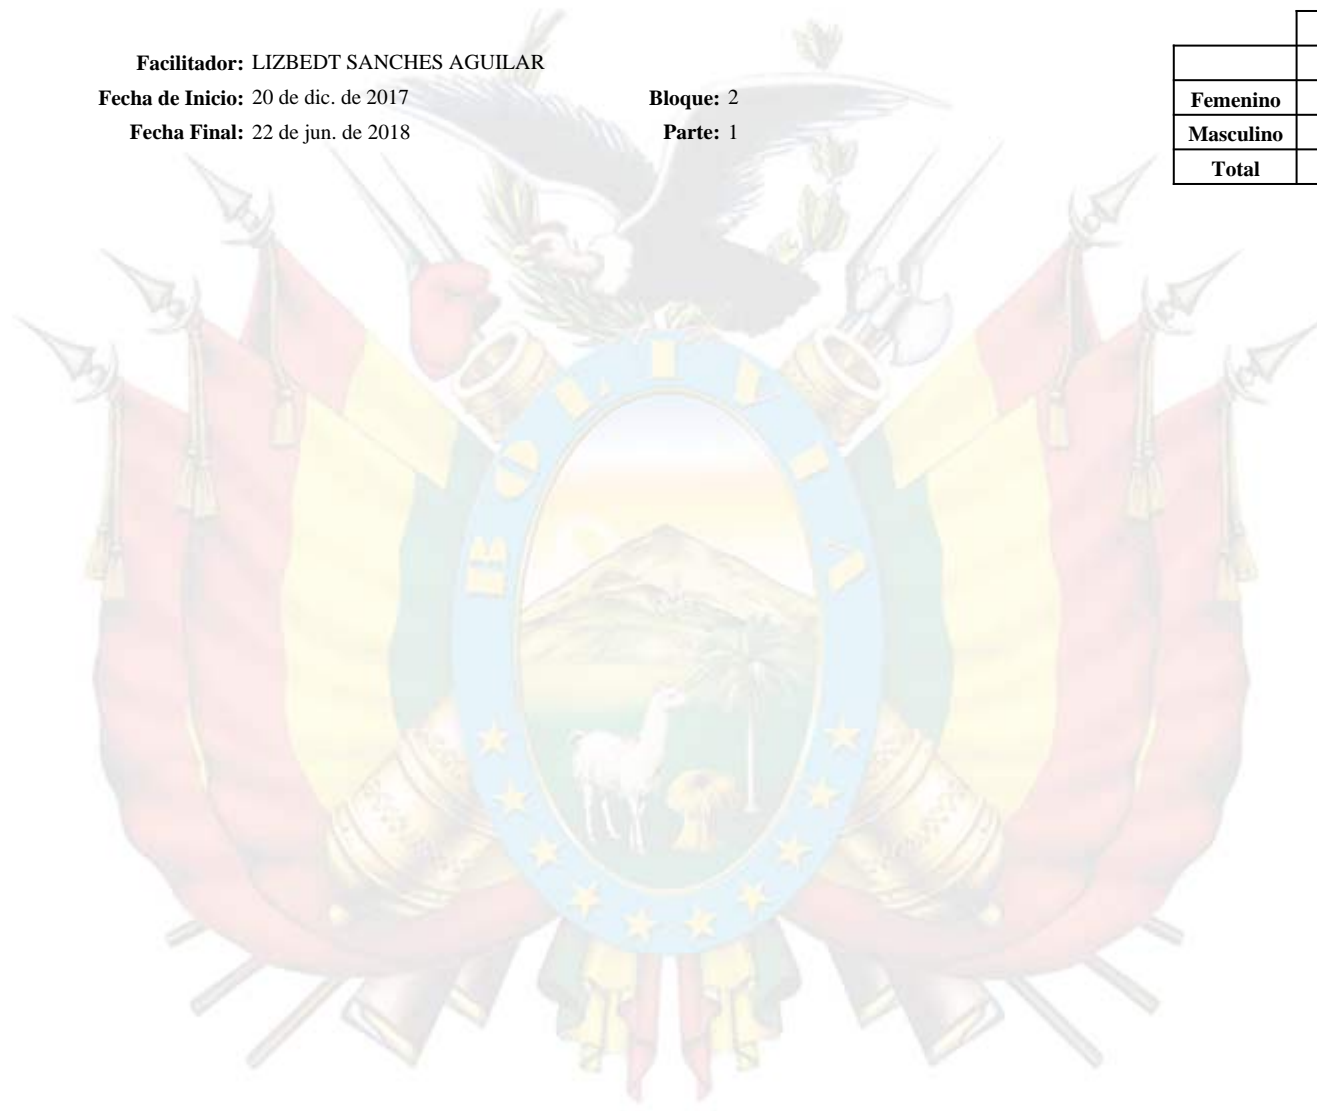 Facilitador: LIZBEDT SANCHES AGUILAR
Fecha de Inicio: 20 de dic. de 2017 Bloque: 2
Fecha Final: 22 de jun. de 2018 Parte: 1
Femenino
Masculino
Total
BOLIVIA